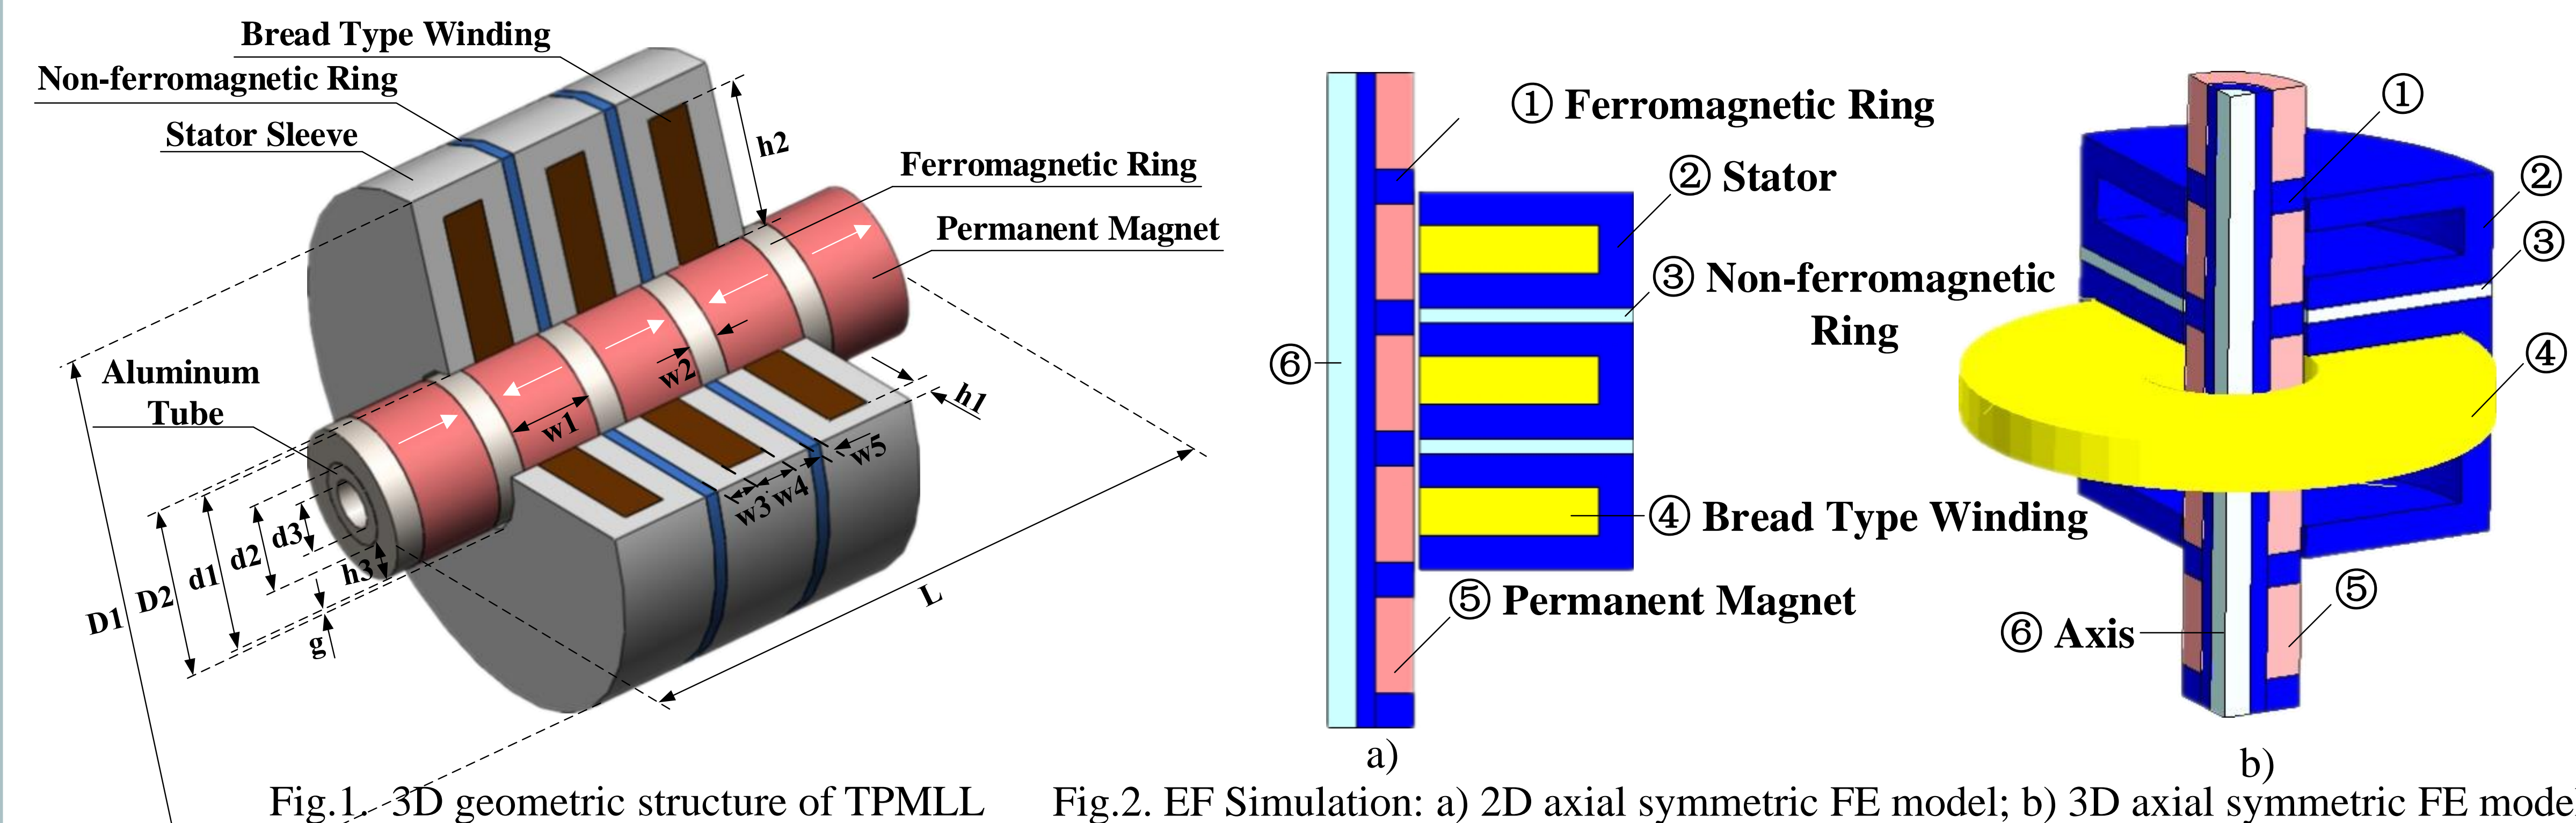 Bread Type Winding
Non-ferromagnetic Ring
Stator Sleeve
h2
Ferromagnetic Ring
Permanent Magnet
Aluminum
Tube
w2
w1
h1
w5
w3
w4
d3
d2
d1
D2
D1
h3
g
L
Fig.1. 3D geometric structure of TPMLL
① Ferromagnetic Ring
② Stator
③ Non-ferromagnetic
Ring
⑥
④ Bread Type Winding
⑤ Permanent Magnet
a)
①
②
③
④
⑤
⑥ Axis
b)
Fig.2. EF Simulation: a) 2D axial symmetric FE model; b) 3D axial symmetric FE mode